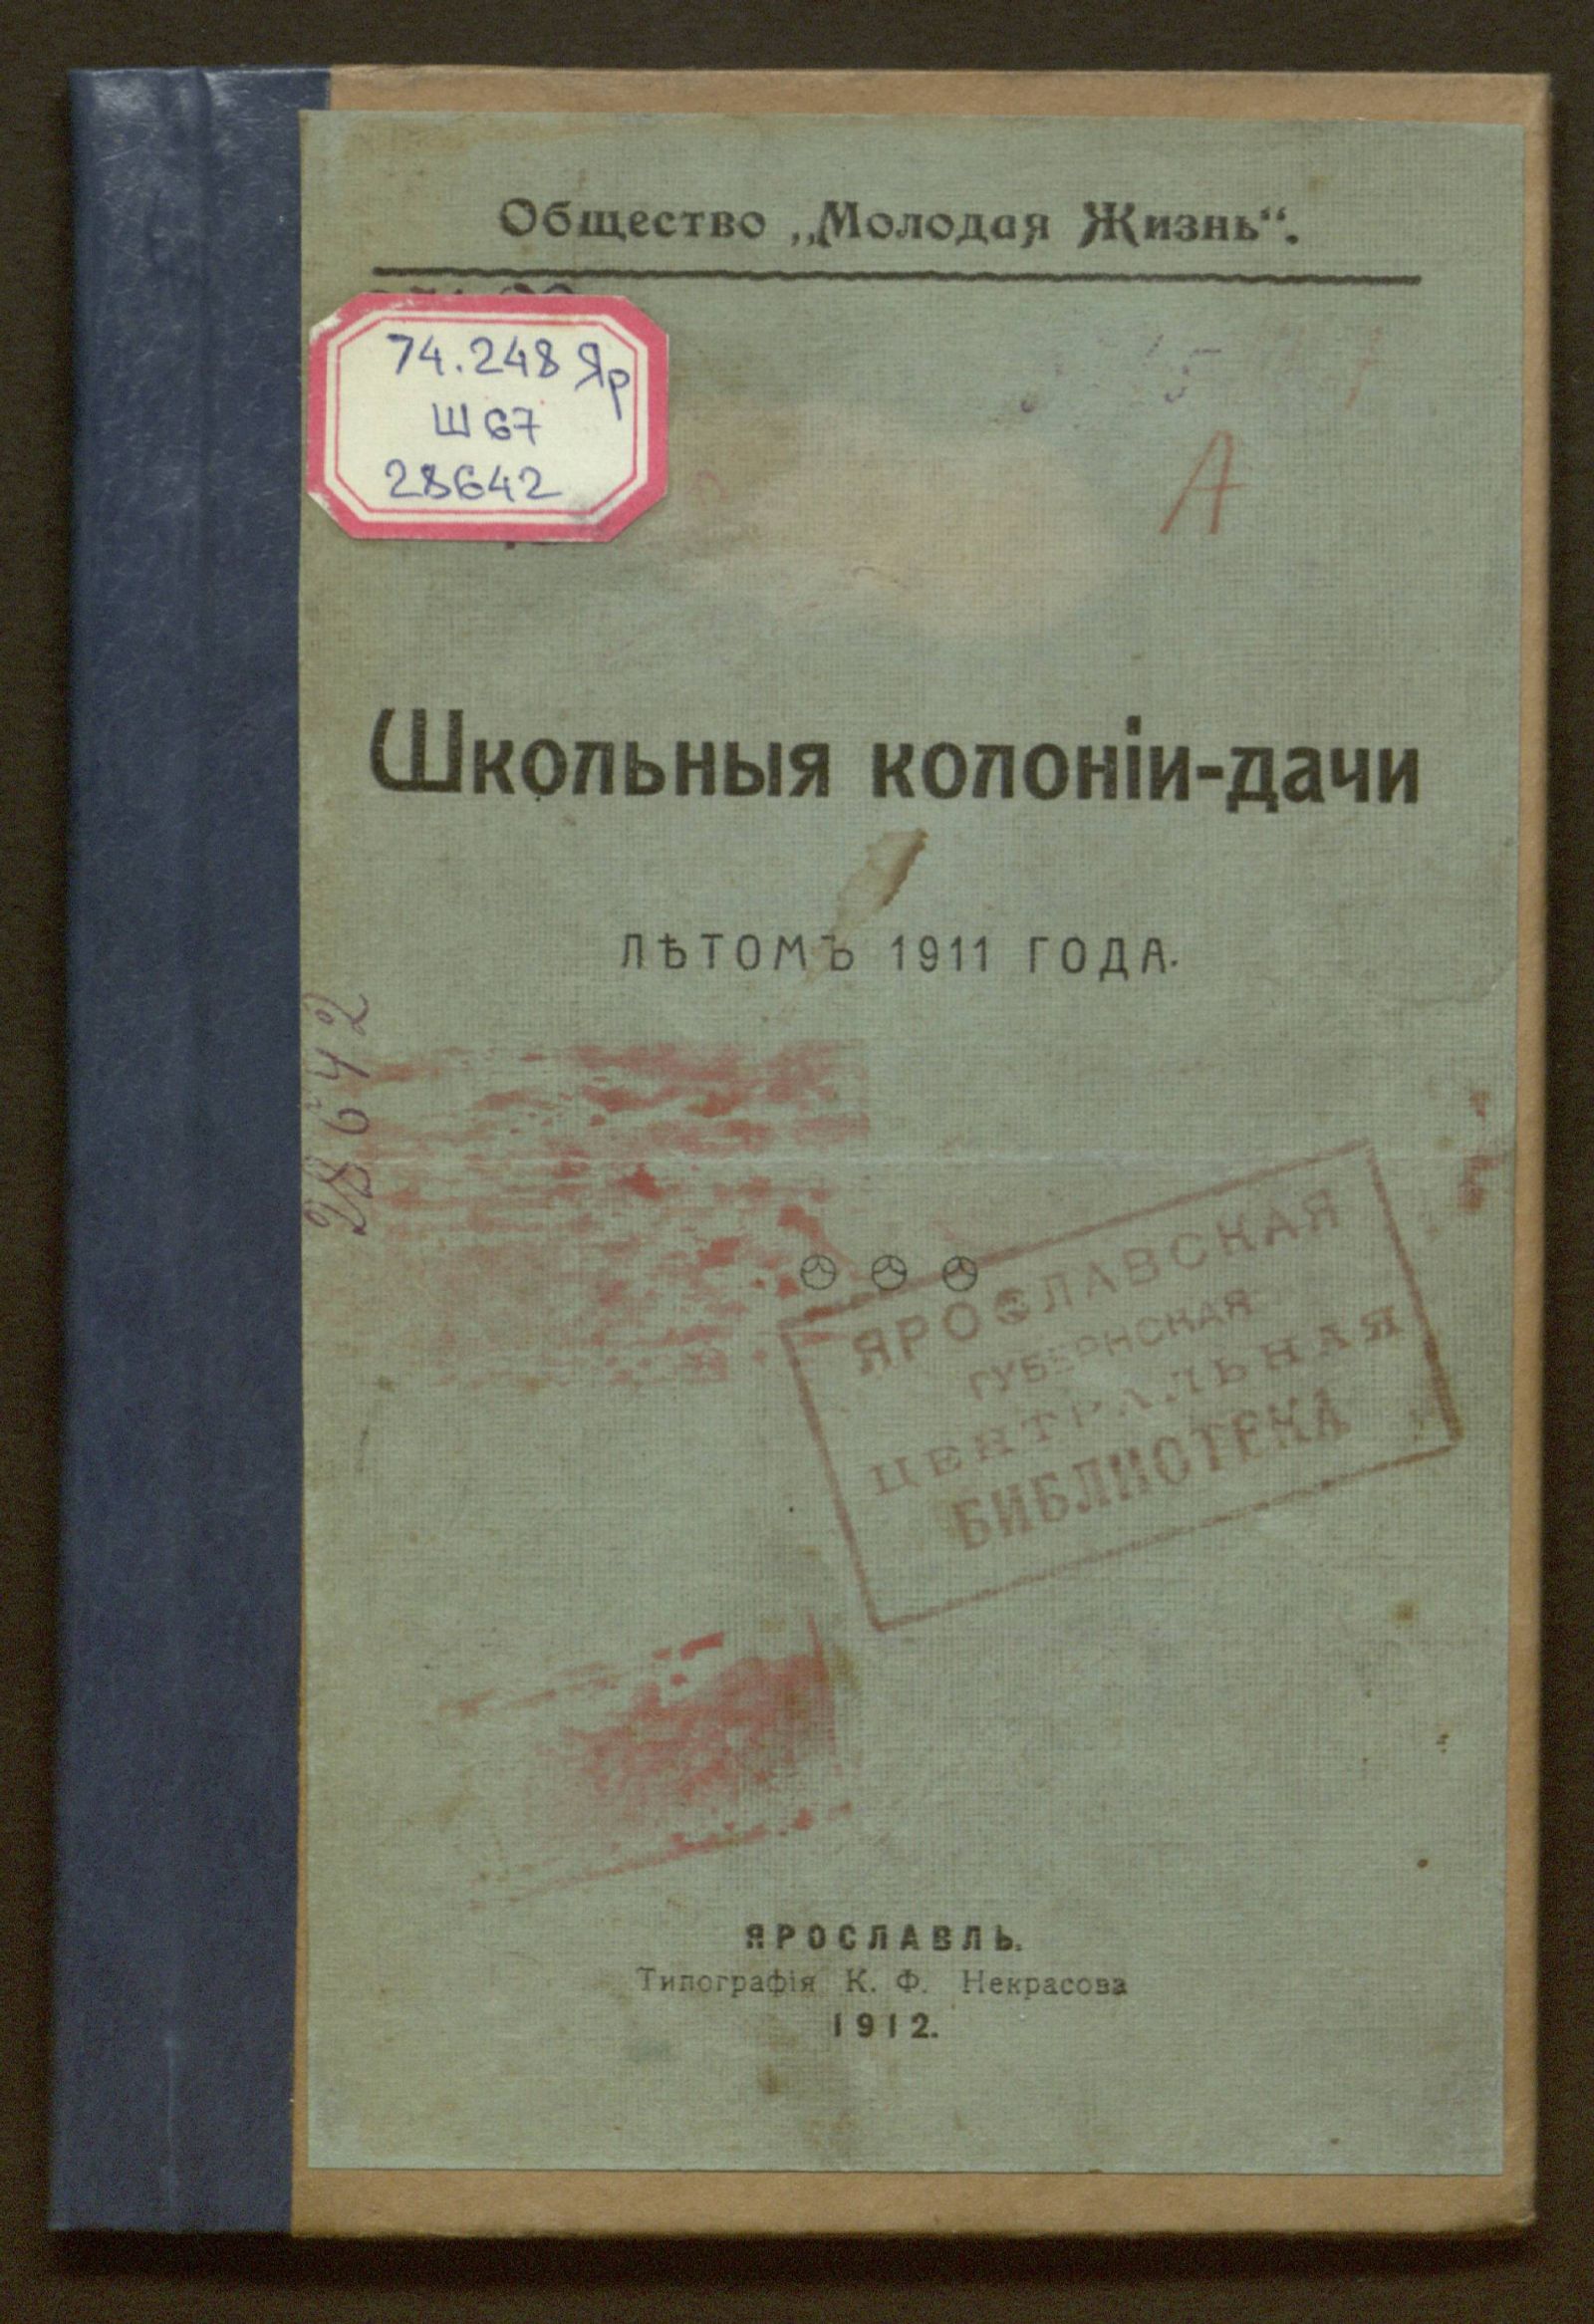 Общество „Молодая Жизнь“.
74.248 Яр
Ш67
28642
А
Школьныя колоніи-дачи
ЛѢТОМЪ 1911 ГОДА.
28642
ЯРОСЛАВСКАЯ
ГУБЕРНСКАЯ
ЦЕНТРАЛЬНАЯ
БИБЛИОТЕКА
ЯРОСЛАВЛЬ.
Типографія К. Ф. Некрасова
1912.